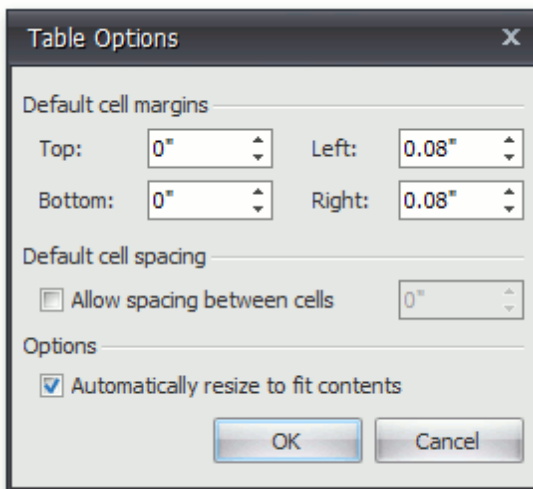 Table Options x
Default cell margins
Top: 0" Left: 0.08"
Bottom: 0" Right: 0.08"
Default cell spacing
Allow spacing between cells 0"
Options
Automatically resize to fit contents
OK Cancel